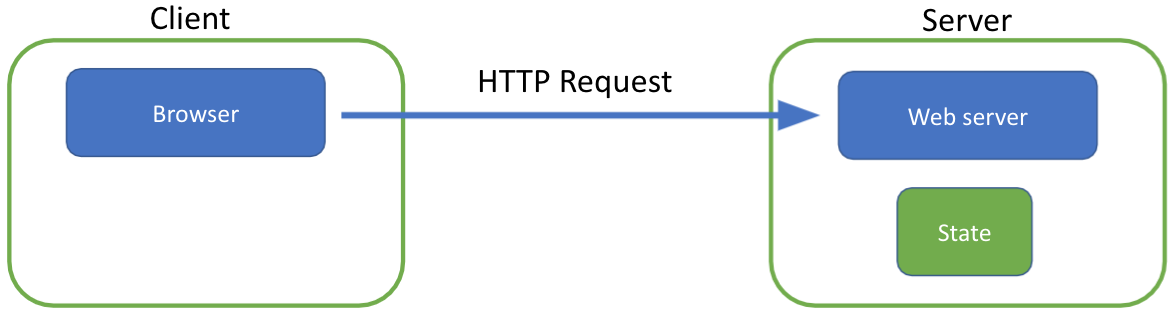 Client
Server
HTTP Request
Browser
Web server
State